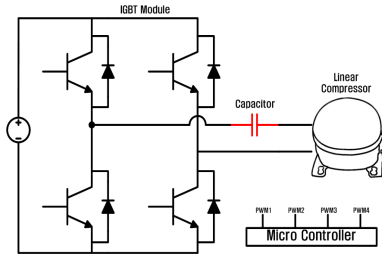 IGBT Module
Linear
Compressor
Capacitor
PWM1 PWM2 PWM3 PWM4
Micro Controller